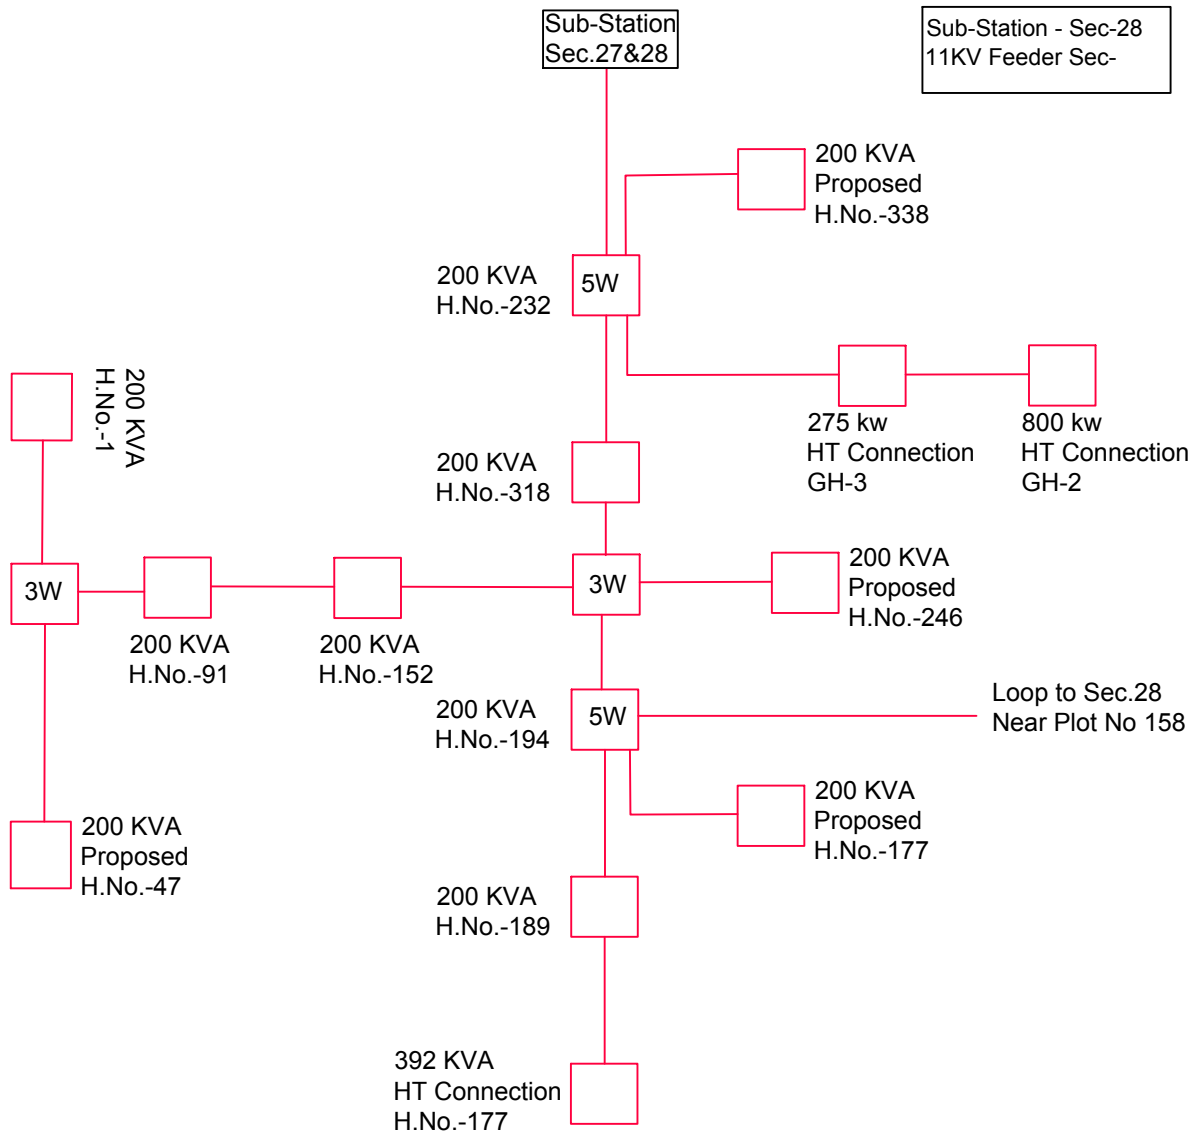 Sub-Station
Sec.27&28
Sub-Station - Sec-28
11KV Feeder Sec-
200 KVA
Proposed
H.No.-338
200 KVA
H.No.-232
5W
275 kw
HT Connection
GH-3
800 kw
HT Connection
GH-2
200 KVA
H.No.-1
200 KVA
H.No.-318
3W
200 KVA
H.No.-91
200 KVA
H.No.-152
3W
200 KVA
Proposed
H.No.-246
200 KVA
H.No.-194
5W
Loop to Sec.28
Near Plot No 158
200 KVA
Proposed
H.No.-177
200 KVA
Proposed
H.No.-47
200 KVA
H.No.-189
392 KVA
HT Connection
H.No.-177